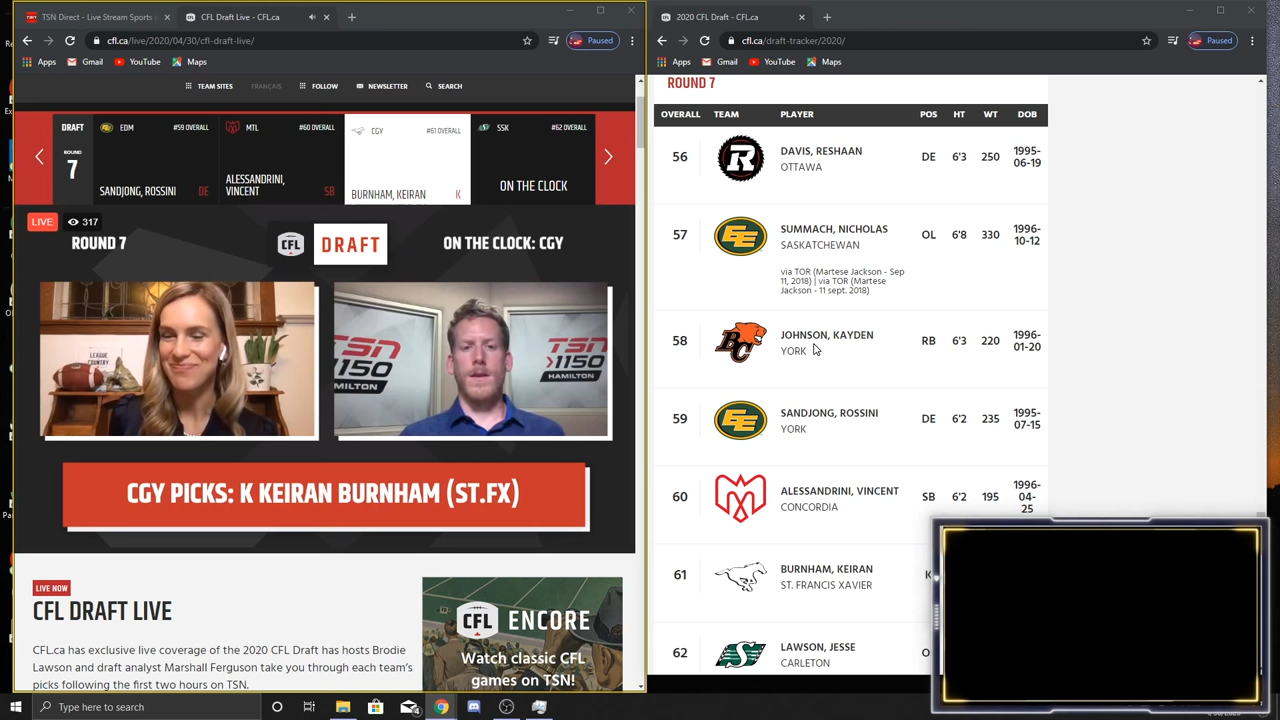 TSN Direct - Live Stream Sports
CFL Draft Live - CFL.ca
cfl.ca/live/2020/04/30/cfl-draft-live/
Paused
Apps Gmail YouTube Maps
TEAM SITES FRANÇAIS FOLLOW NEWSLETTER SEARCH
DRAFT
ROUND
7
EDM #59 OVERALL
SANDJONG, ROSSINI DE
MTL #60 OVERALL
ALESSANDRINI,
VINCENT SB
CGY #61 OVERALL
BURNHAM, KEIRAN K
SSK #62 OVERALL
ON THE CLOCK
LIVE 317
ROUND 7
CFL DRAFT
ON THE CLOCK: CGY
LEAGUE
COUNTRY
TSN
1150
HAMILTON
TSN
1150
HAMILTON
CGY PICKS: K KEIRAN BURNHAM (ST.FX)
LIVE NOW
CFL DRAFT LIVE
CFL.ca has exclusive live coverage of the 2020 CFL Draft has hosts Brodie
Lawson and draft analyst Marshall Ferguson take you through each team's
picks following the first two hours on TSN.
CFL ENCORE
Watch classic CFL
games on TSN!
Type here to search
2020 CFL Draft - CFL.ca
cfl.ca/draft-tracker/2020/
Paused
Apps Gmail YouTube Maps
ROUND 7
OVERALL TEAM PLAYER POS HT WT DOB
56 R DAVIS, RESHAAN DE 6'3 250 1995-
06-19
OTTAWA
57 EE SUMMACH, NICHOLAS OL 6'8 330 1996-
10-12
SASKATCHEWAN
via TOR (Martese Jackson - Sep
11, 2018) | via TOR (Martese
Jackson - 11 sept. 2018)
58 BC JOHNSON, KAYDEN RB 6'3 220 1996-
01-20
YORK
59 EE SANDJONG, ROSSINI DE 6'2 235 1995-
07-15
YORK
60 ALESSANDRINI, VINCENT SB 6'2 195 1996-
04-
25
CONCORDIA
61 BURNHAM, KEIRAN K
ST. FRANCIS XAVIER
62 S LAWSON, JESSE
CARLETON